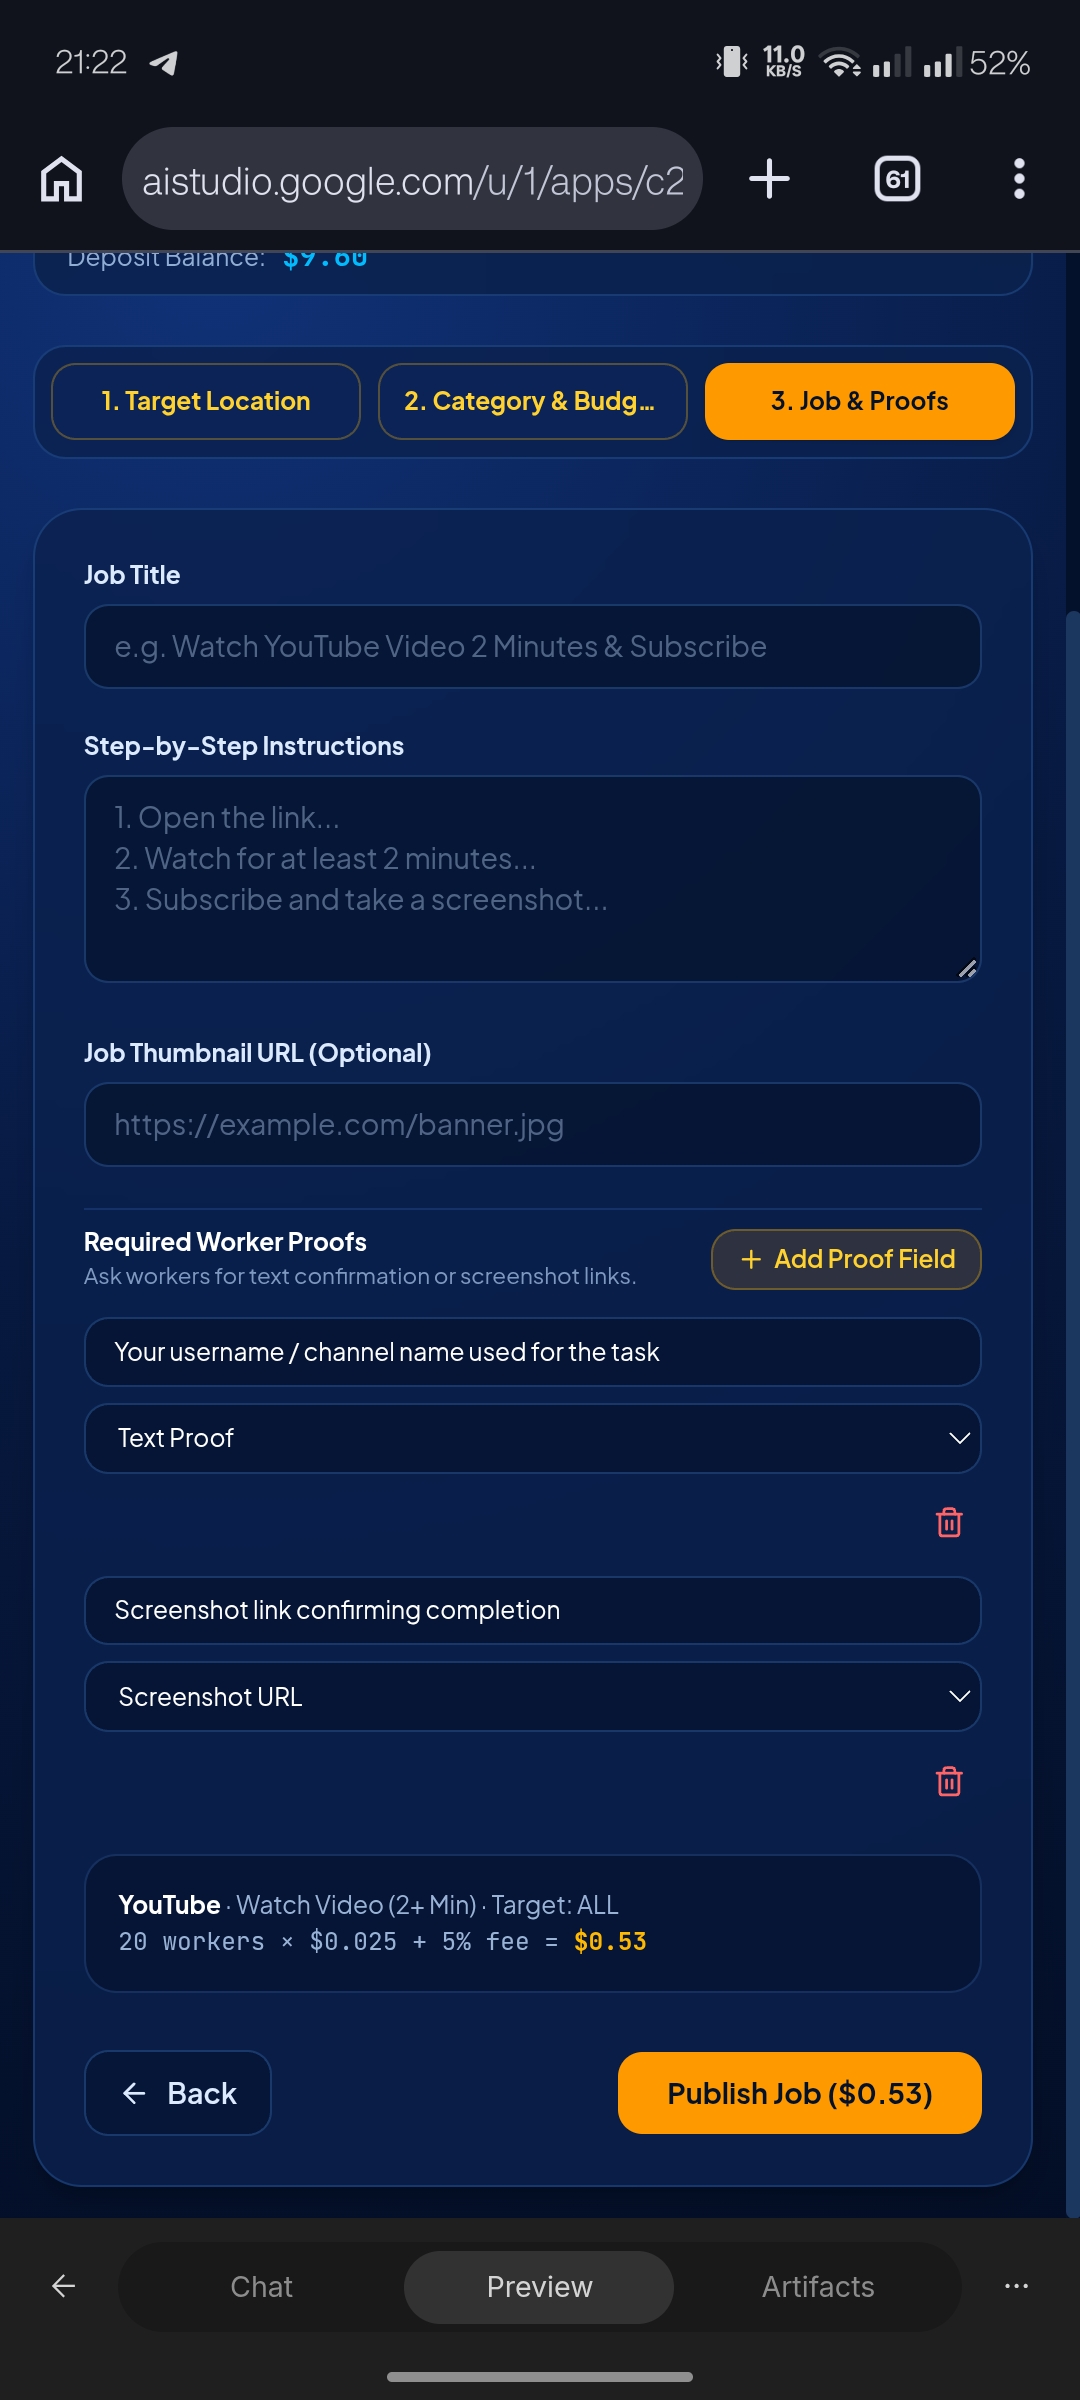 21:22
11.0
KB/S
52%
aistudio.google.com/u/1/apps/c2
61
Deposit Balance: $9.60
1. Target Location
2. Category & Budg...
3. Job & Proofs
Job Title
e.g. Watch YouTube Video 2 Minutes & Subscribe
Step-by-Step Instructions
1. Open the link...
2. Watch for at least 2 minutes...
3. Subscribe and take a screenshot...
Job Thumbnail URL (Optional)
https://example.com/banner.jpg
Required Worker Proofs
Ask workers for text confirmation or screenshot links.
+ Add Proof Field
Your username / channel name used for the task
Text Proof
Screenshot link confirming completion
Screenshot URL
YouTube · Watch Video (2+ Min) · Target: ALL
20 workers × $0.025 + 5% fee = $0.53
← Back
Publish Job ($0.53)
Chat
Preview
Artifacts